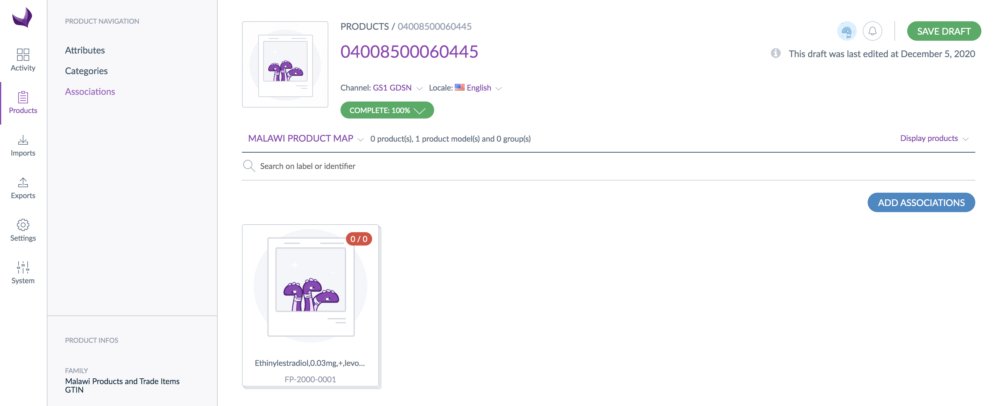 Activity
Products
Imports
Exports
Settings
System
PRODUCT NAVIGATION
Attributes
Categories
Associations
PRODUCT INFOS
FAMILY
Malawi Products and Trade Items
GTIN
PRODUCTS / 04008500060445
04008500060445
Channel: GS1 GDSN Locale: English
COMPLETE: 100%
SAVE DRAFT
This draft was last edited at December 5, 2020
MALAWI PRODUCT MAP 0 product(s), 1 product model(s) and 0 group(s)
Display products
Search on label or identifier
ADD ASSOCIATIONS
0 / 0
Ethinylestradiol,0.03mg,+,levo...
FP-2000-0001